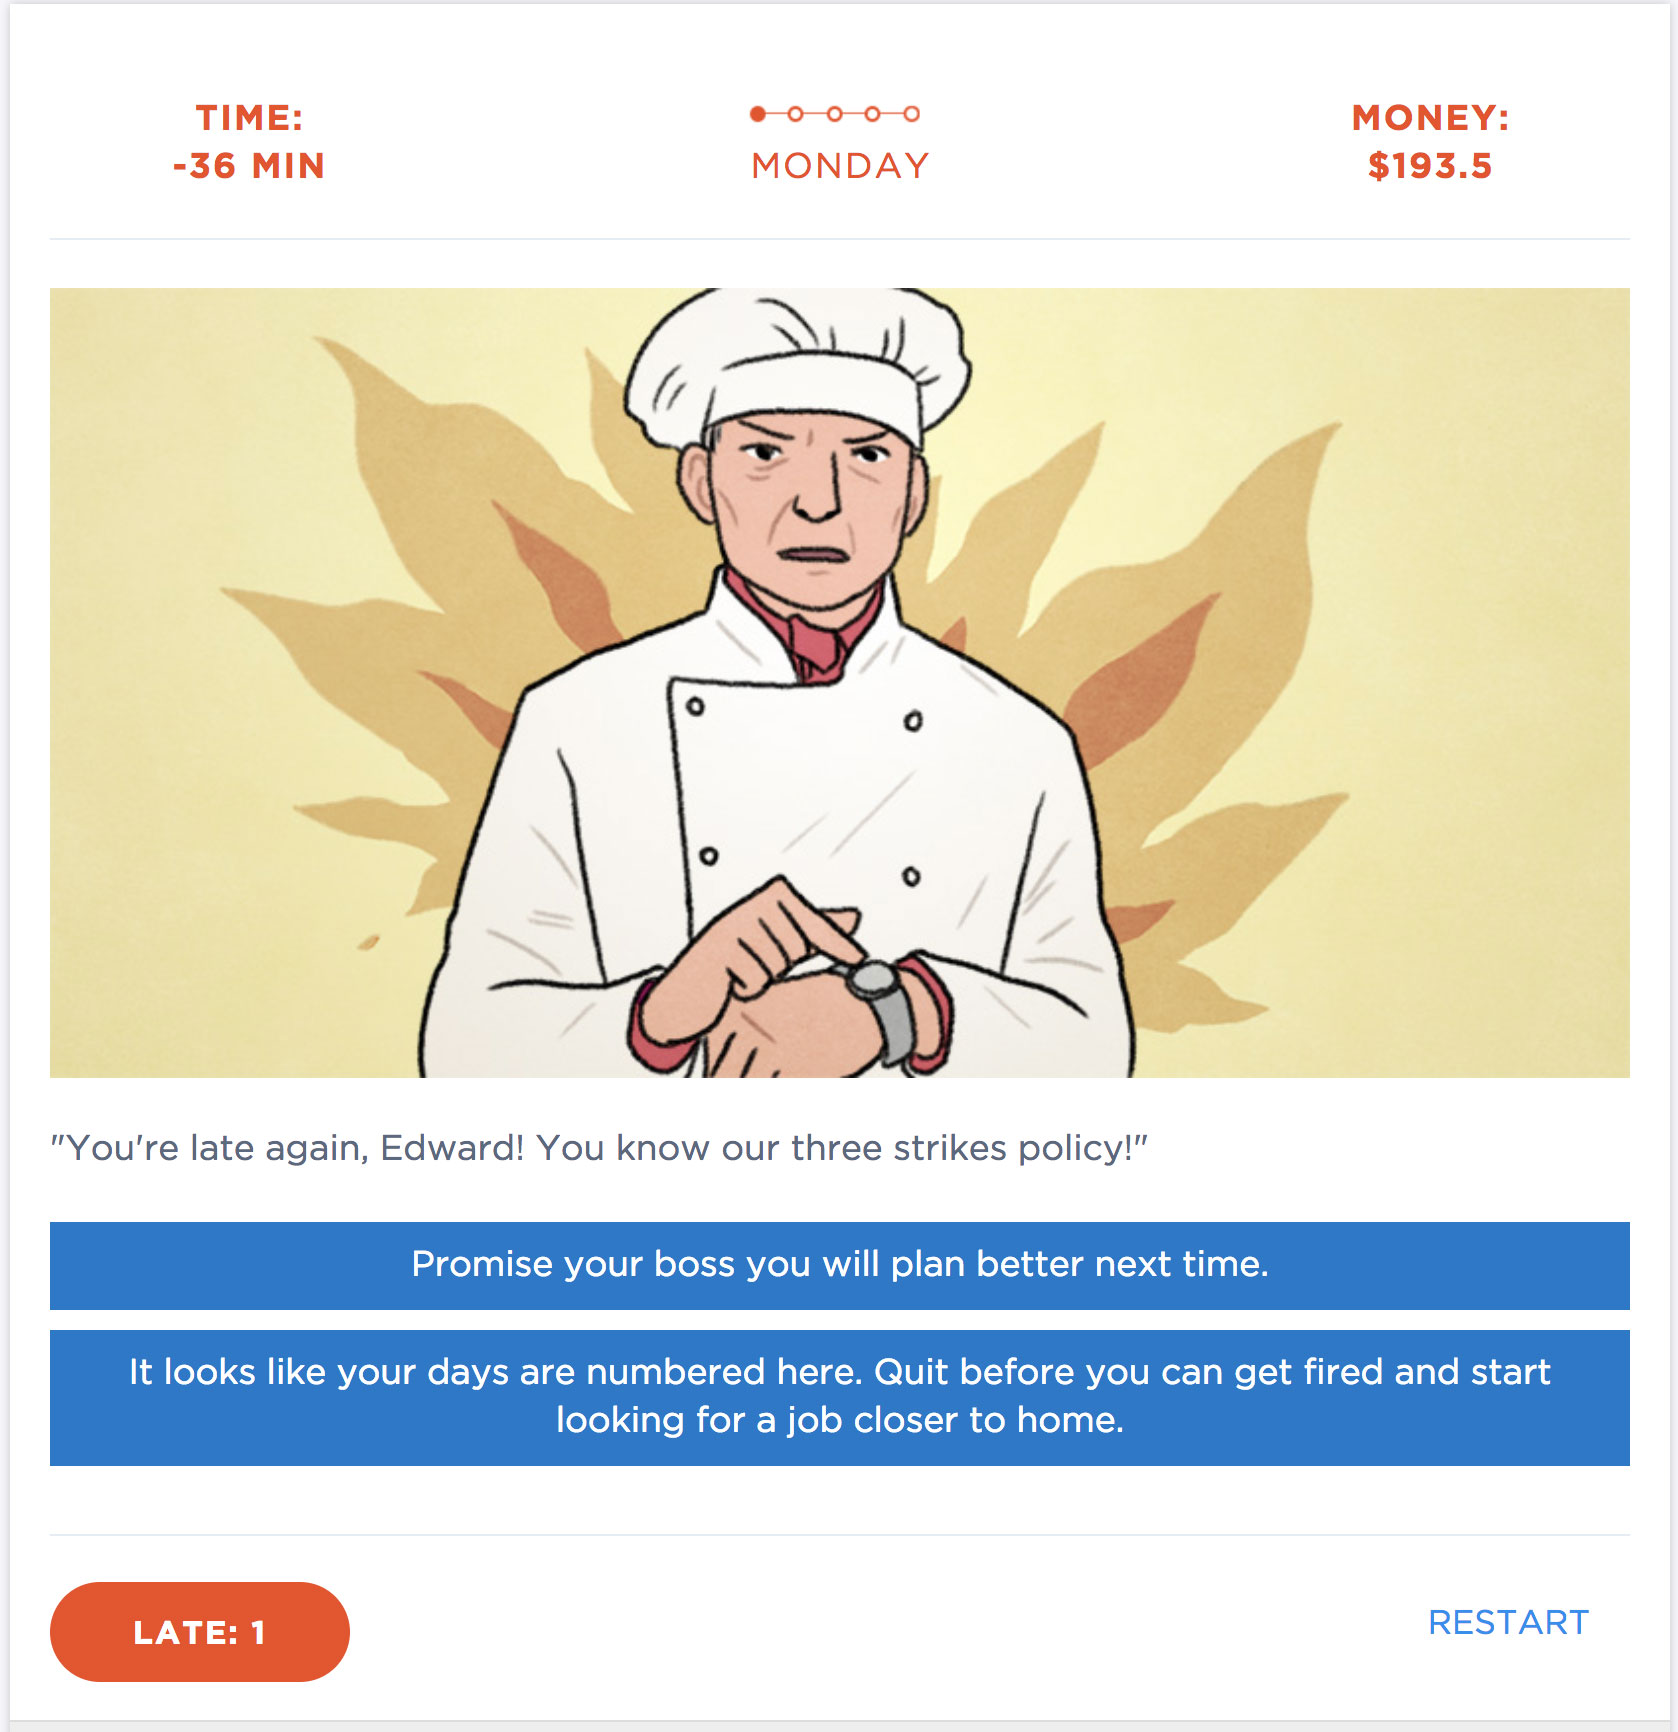 TIME:
-36 MIN
MONDAY
MONEY:
$193.5
"You're late again, Edward! You know our three strikes policy!"
Promise your boss you will plan better next time.
It looks like your days are numbered here. Quit before you can get fired and start
looking for a job closer to home.
LATE: 1
RESTART